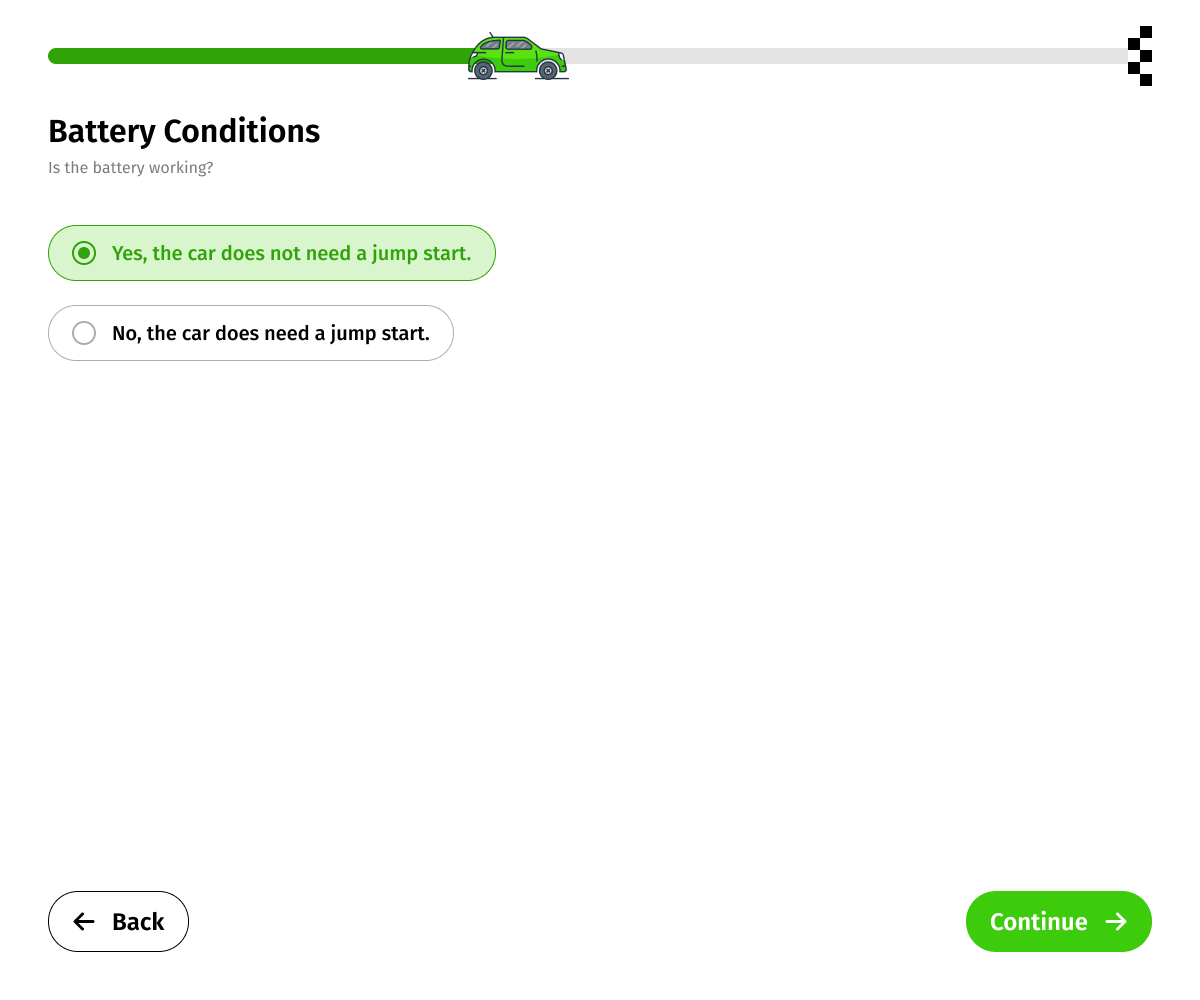 Battery Conditions
Is the battery working?
Yes, the car does not need a jump start.
No, the car does need a jump start.
Back
Continue